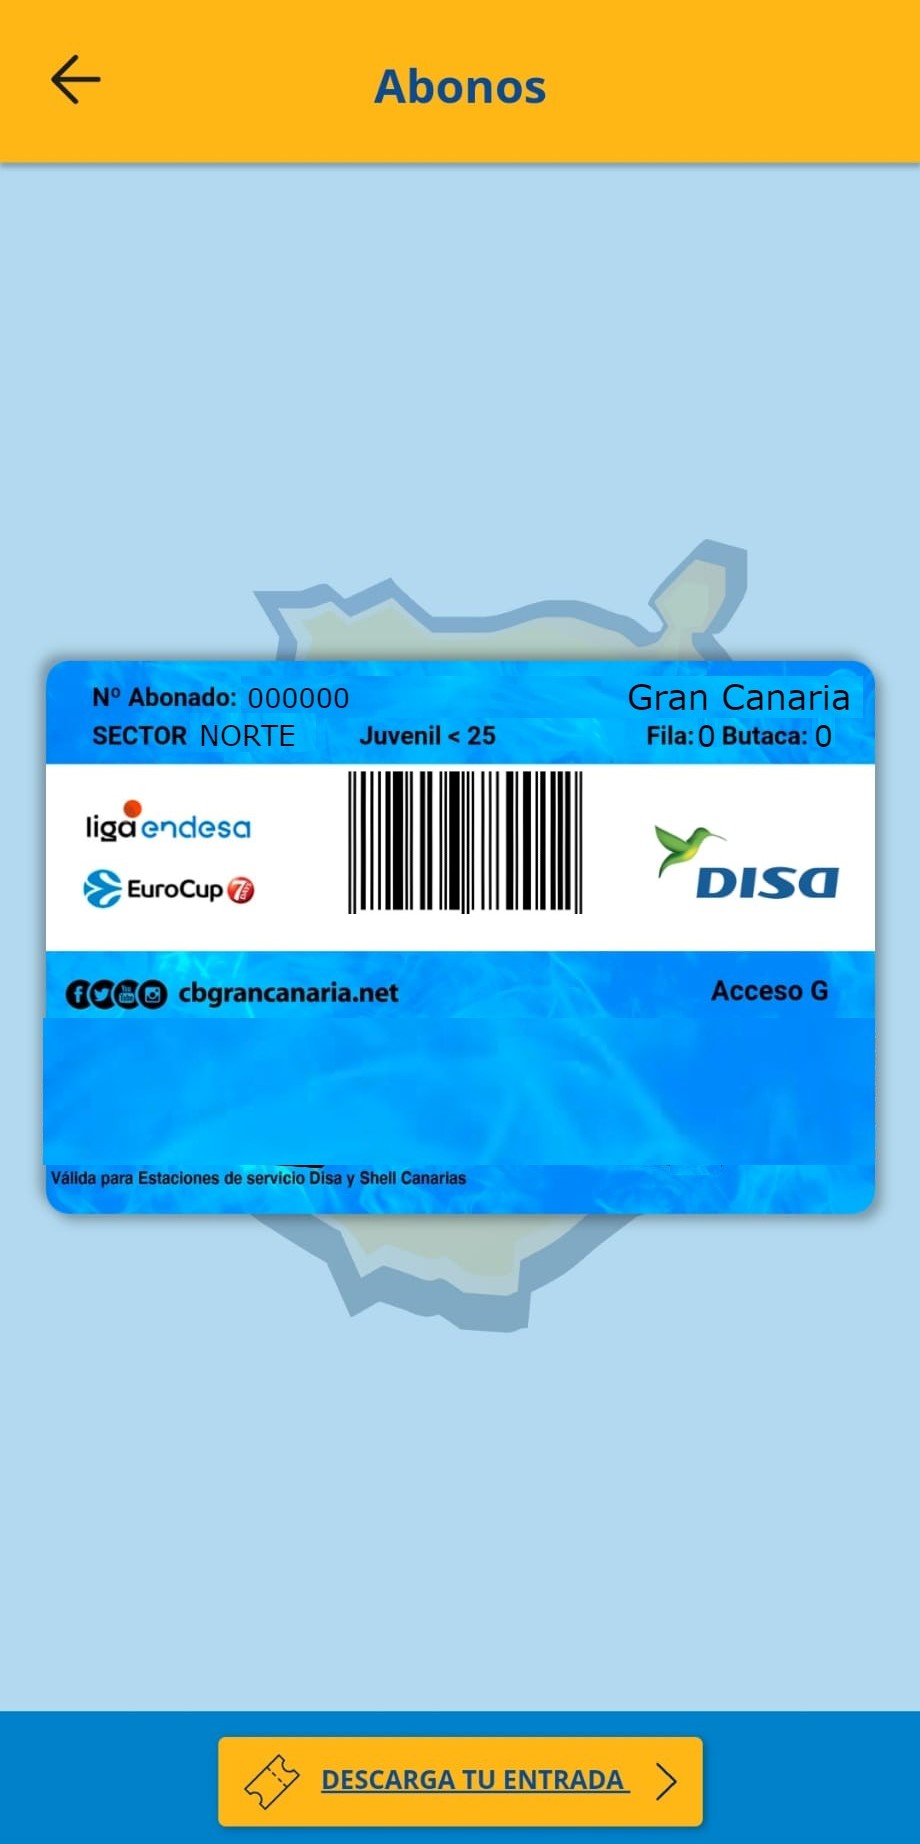 Abonos
Nº Abonado: 000000 Gran Canaria
SECTOR NORTE Juvenil < 25 Fila: 0 Butaca: 0
liga endesa
EuroCup 7DAYS
DISA
cbgrancanaria.net Acceso G
Válida para Estaciones de servicio Disa y Shell Canarias
DESCARGA TU ENTRADA